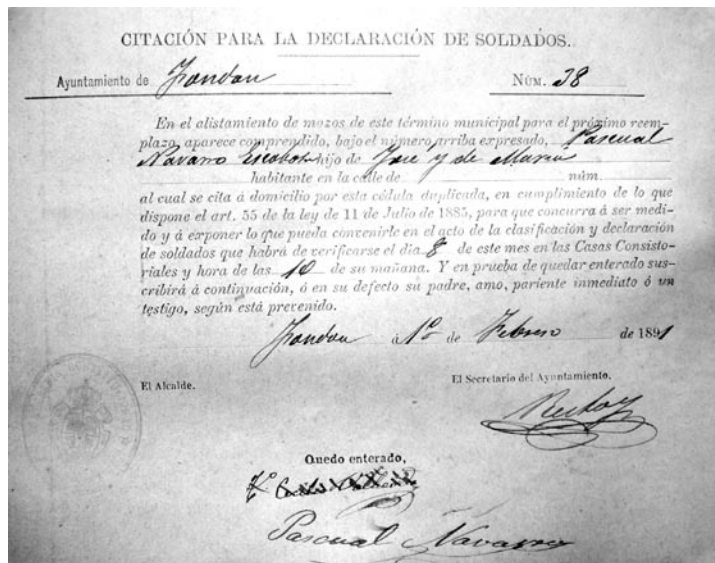 CITACIÓN PARA LA DECLARACIÓN DE SOLDADOS.
Ayuntamiento de Fondon NÚM. 38
En el alistamiento de mozos de este término municipal para el próximo reem-
plazo, aparece comprendido, bajo el número arriba expresado, Pascual
Navarro hijo de José y de Maria
habitante en la calle de núm.
al cual se cita á domicilio por esta cédula duplicada, en cumplimiento de lo que
dispone el art. 55 de la ley de 11 de Julio de 1885, para que concurra á ser medi-
do y á exponer lo que pueda convenirle en el acto de la clasificación y declaración
de soldados que habrá de verificarse el dia 8 de este mes en las Casas Consisto-
riales y hora de las 10 de su mañana. Y en prueba de quedar enterado sus-
cribirá á continuación, ó en su defecto su padre, amo, pariente inmediato ó un
testigo, según está prevenido.
Fondon á 1º de Febrero de 1891
El Alcalde. El Secretario del Ayuntamiento,
Quedo enterado,
Pascual Navarro